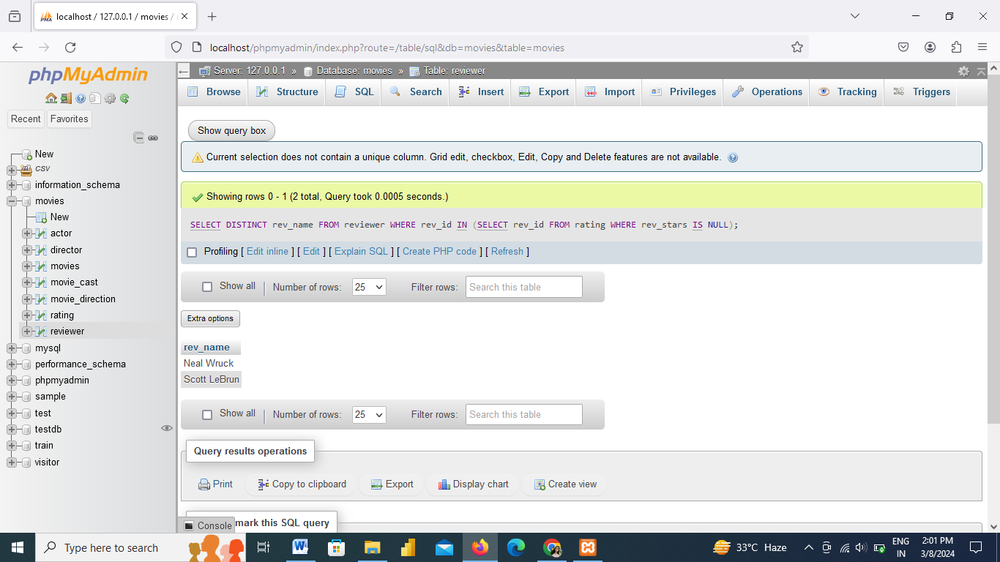 localhost / 127.0.0.1 / movies /
localhost/phpmyadmin/index.php?route=/table/sql&db=movies&table=movies
phpMyAdmin
Recent
Favorites
New
csv
information_schema
movies
New
actor
director
movies
movie_cast
movie_direction
rating
reviewer
mysql
performance_schema
phpmyadmin
sample
test
testdb
train
visitor
Server: 127.0.0.1 » Database: movies » Table: reviewer
Browse Structure SQL Search Insert Export Import Privileges Operations Tracking Triggers
Show query box
Current selection does not contain a unique column. Grid edit, checkbox, Edit, Copy and Delete features are not available.
Showing rows 0 - 1 (2 total, Query took 0.0005 seconds.)
SELECT DISTINCT rev_name FROM reviewer WHERE rev_id IN (SELECT rev_id FROM rating WHERE rev_stars IS NULL);
Profiling [ Edit inline ] [ Edit ] [ Explain SQL ] [ Create PHP code ] [ Refresh ]
Show all Number of rows: 25 Filter rows: Search this table
Extra options
rev_name
Neal Wruck
Scott LeBrun
Show all Number of rows: 25 Filter rows: Search this table
Query results operations
Print Copy to clipboard Export Display chart Create view
Console
mark this SQL query
Type here to search
33°C Haze
ENG
IN
2:01 PM
3/8/2024